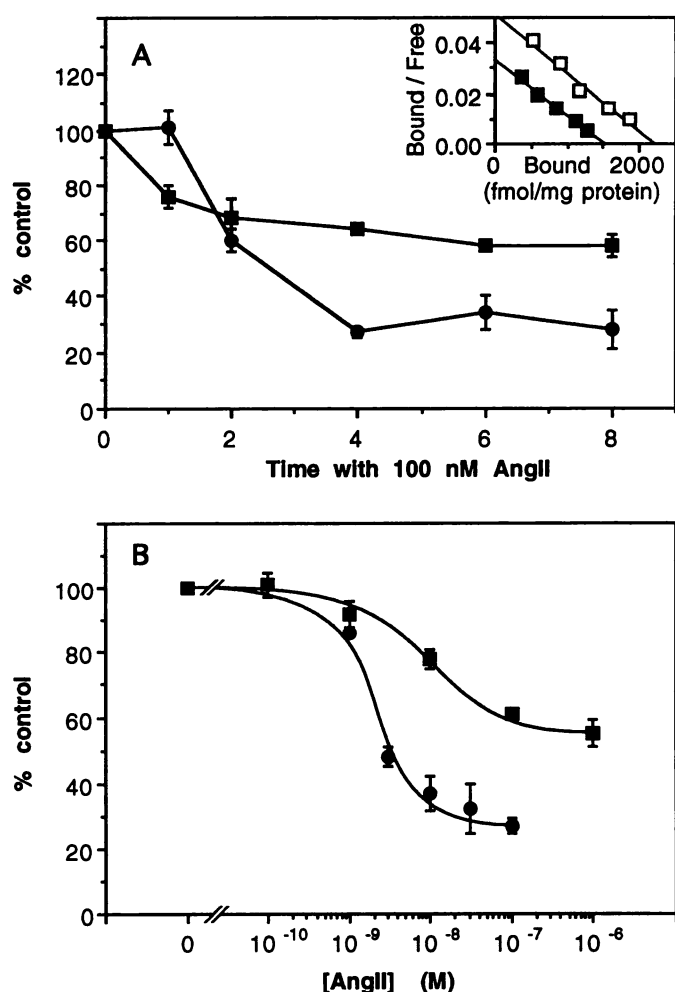 A
% control
120
100
80
60
40
20
0
0 2 4 6 8
Time with 100 nM AngII
Bound / Free
0.04
0.02
0.00
0 Bound 2000
(fmol/mg protein)
B
% control
100
80
60
40
20
0
0 10 -10 10 -9 10 -8 10 -7 10 -6
[AngII] (M)